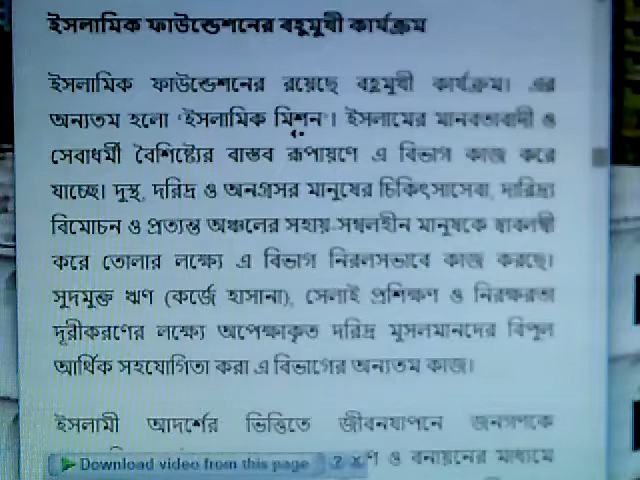 ইসলামিক ফাউন্ডেশনের বহুমুখী কার্যক্রম
ইসলামিক ফাউন্ডেশনের রয়েছে বহুমুখী কার্যক্রম। এর
অন্যতম হলো ‘ইসলামিক মিশন’। ইসলামের মানবতাবাদী ও
সেবাধর্মী বৈশিষ্ট্যের বাস্তব রূপায়ণে এ বিভাগ কাজ করে
যাচ্ছে। দুস্থ, দরিদ্র ও অনগ্রসর মানুষের চিকিৎসাসেবা, দারিদ্র্য
বিমোচন ও প্রত্যন্ত অঞ্চলের সহায়-সম্বলহীন মানুষকে স্বাবলম্বী
করে তোলার লক্ষ্যে এ বিভাগ নিরলসভাবে কাজ করছে।
সুদমুক্ত ঋণ (কর্জে হাসানা), সেলাই প্রশিক্ষণ ও নিরক্ষরতা
দূরীকরণের লক্ষ্যে অপেক্ষাকৃত দরিদ্র মুসলমানদের বিপুল
আর্থিক সহযোগিতা করা এ বিভাগের অন্যতম কাজ।
ইসলামী আদর্শের ভিত্তিতে জীবনযাপনে জনগণকে
Download video from this page ? x
ও বনায়নের মাধ্যমে